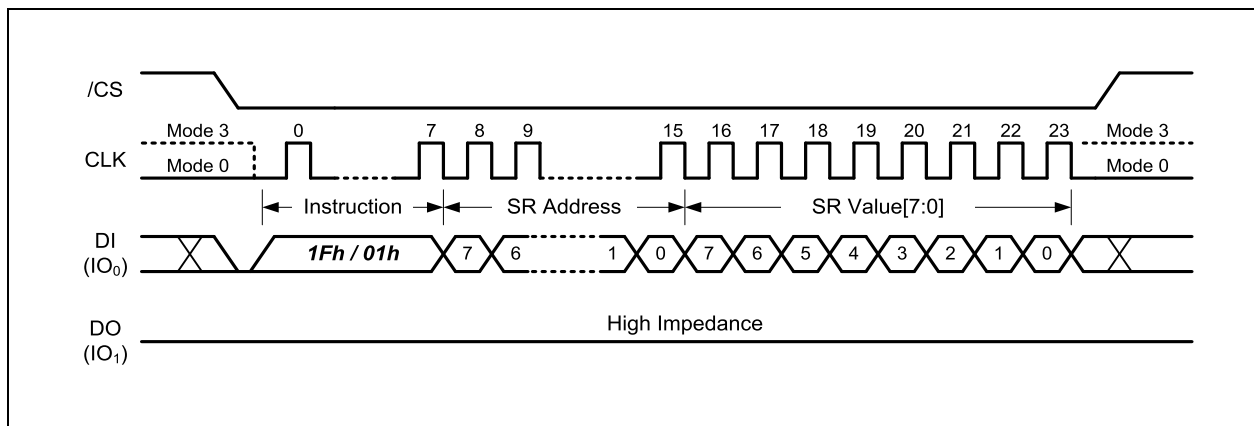 /CS
Mode 3 0 7 8 9 15 16 17 18 19 20 21 22 23 Mode 3
CLK
Mode 0 Mode 0
Instruction SR Address SR Value[7:0]
DI
(IO₀)
1Fh / 01h 7 6 1 0 7 6 5 4 3 2 1 0
High Impedance
DO
(IO₁)